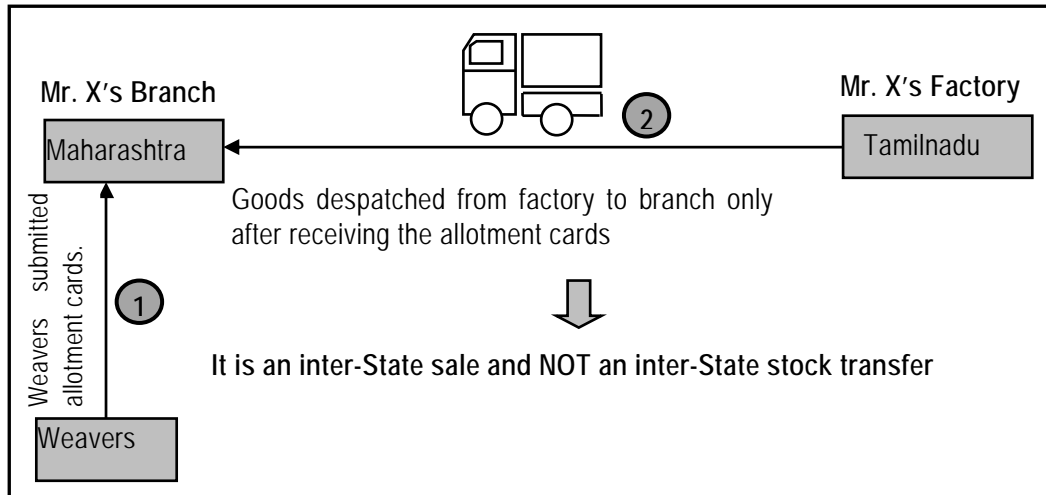 Mr. X's Branch
Mr. X's Factory
Maharashtra
2
Tamilnadu
Goods despatched from factory to branch only
after receiving the allotment cards
Weavers submitted
allotment cards.
1
It is an inter-State sale and NOT an inter-State stock transfer
Weavers